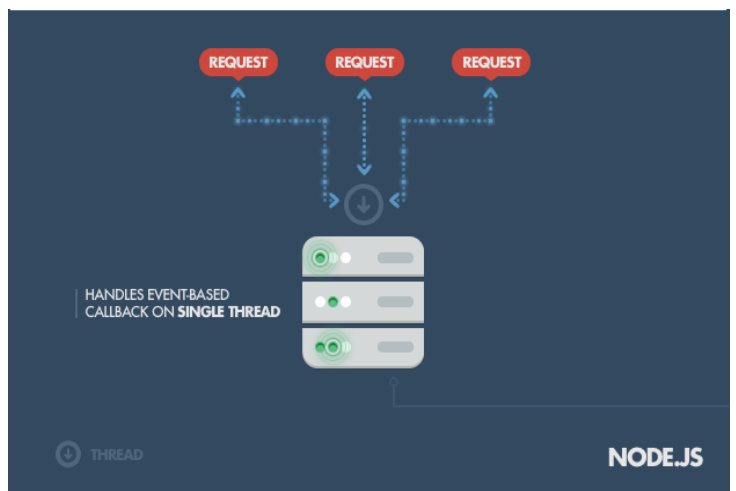 REQUEST REQUEST REQUEST
HANDLES EVENT-BASED
CALLBACK ON SINGLE THREAD
THREAD
NODE.JS